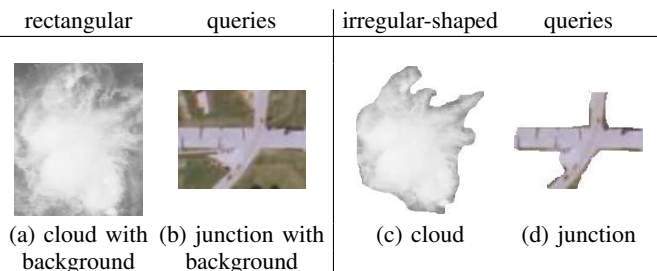 rectangular queries irregular-shaped queries
(a) cloud with background
(b) junction with background
(c) cloud
(d) junction